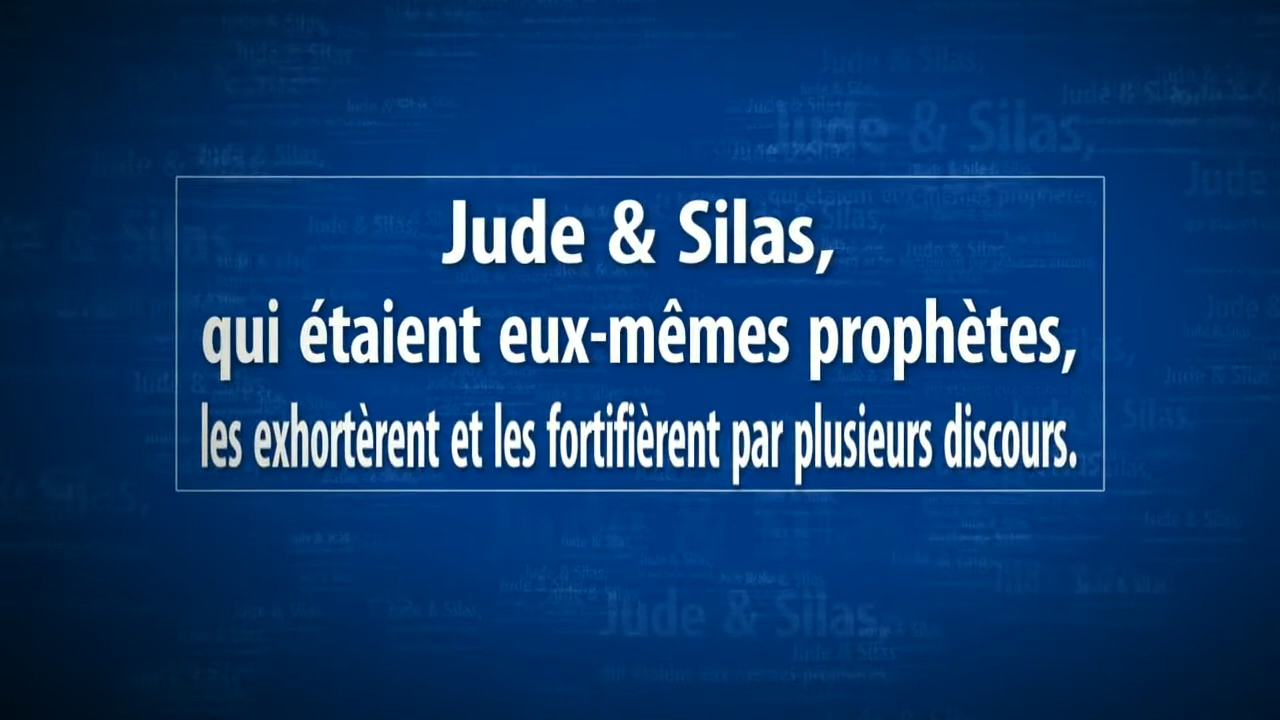 Jude & Silas,
qui étaient eux-mêmes prophètes,
les exhortèrent et les fortifièrent par plusieurs discours.